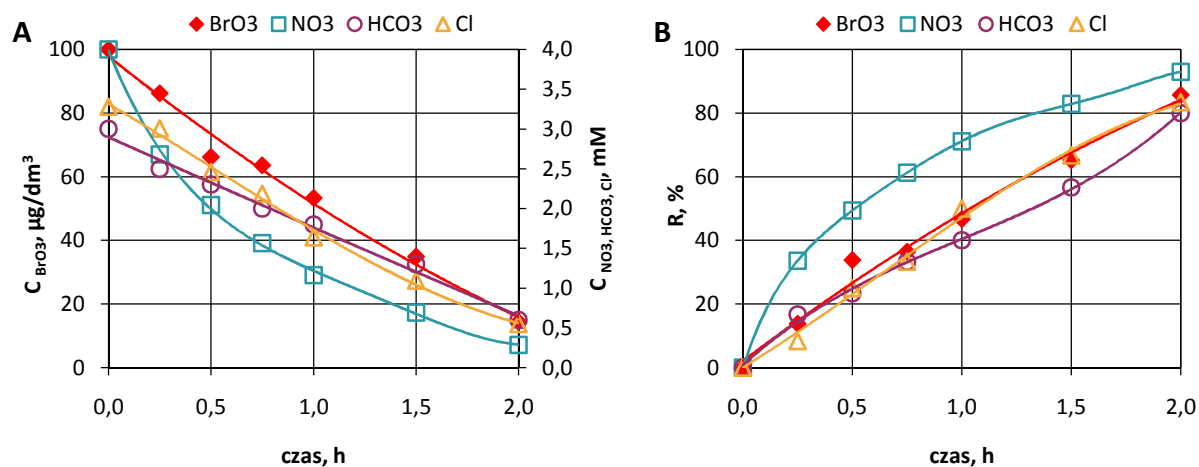 A
BrO3 NO3 HCO3 Cl
100
80
60
40
20
0
4,0
3,5
3,0
2,5
2,0
1,5
1,0
0,5
0,0
C BrO3, µg/dm³
C NO3, HCO3, Cl, mM
0,0 0,5 1,0 1,5 2,0
czas, h
B
BrO3 NO3 HCO3 Cl
100
80
60
40
20
0
R, %
0,0 0,5 1,0 1,5 2,0
czas, h